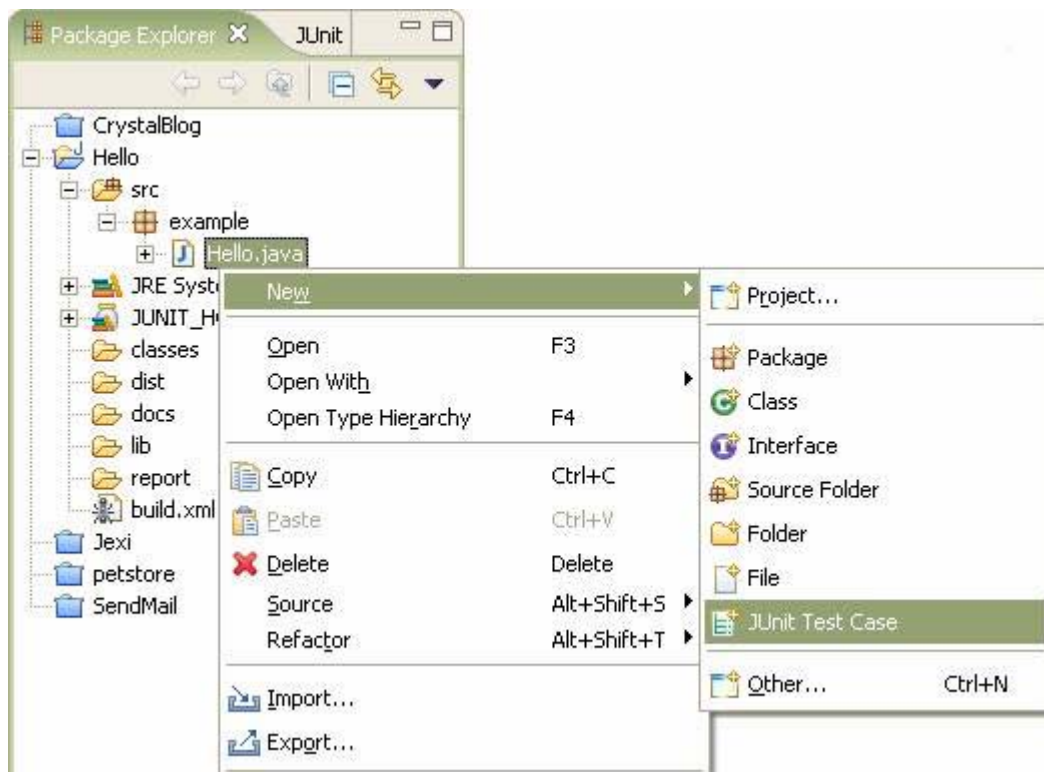 Package Explorer JUnit
CrystalBlog
Hello
src
example
Hello.java
JRE Syst
JUNIT_H
classes
dist
docs
lib
report
build.xml
Jexi
petstore
SendMail
New
Open F3
Open With
Open Type Hierarchy F4
Copy Ctrl+C
Paste Ctrl+V
Delete Delete
Source Alt+Shift+S
Refactor Alt+Shift+T
Import...
Export...
Project...
Package
Class
Interface
Source Folder
Folder
File
JUnit Test Case
Other... Ctrl+N